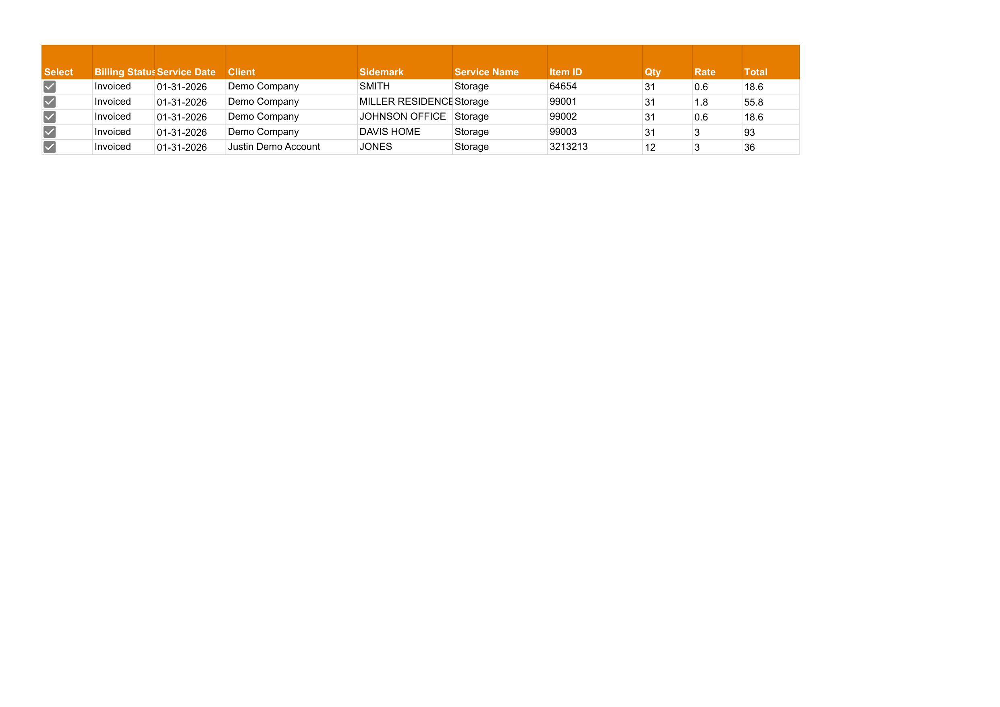 Select Billing Status Service Date Client Sidemark Service Name Item ID Qty Rate Total
Invoiced 01-31-2026 Demo Company SMITH Storage 64654 31 0.6 18.6
Invoiced 01-31-2026 Demo Company MILLER RESIDENCE Storage 99001 31 1.8 55.8
Invoiced 01-31-2026 Demo Company JOHNSON OFFICE Storage 99002 31 0.6 18.6
Invoiced 01-31-2026 Demo Company DAVIS HOME Storage 99003 31 3 93
Invoiced 01-31-2026 Justin Demo Account JONES Storage 3213213 12 3 36